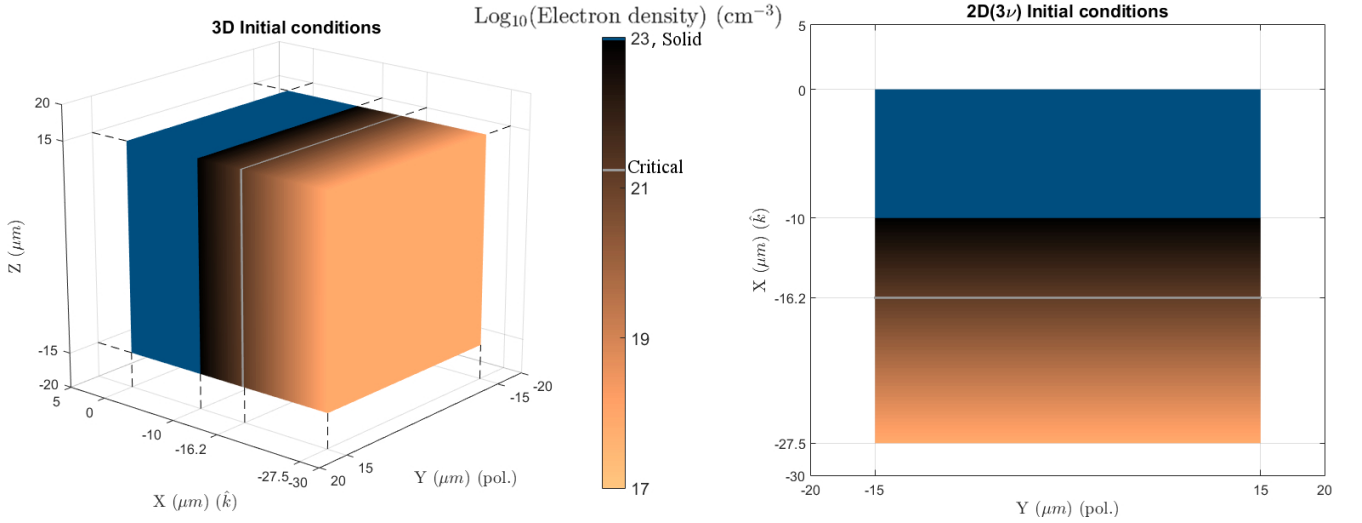 3D Initial conditions
20
15
-15
-20
Z (μm)
5
0
-10
-16.2
-27.5
-30
X (μm) (k̂)
20
15
-15
-20
Y (μm) (pol.)
Log₁₀(Electron density) (cm⁻³)
23, Solid
Critical
21
19
17
2D(3ν) Initial conditions
5
0
-10
-16.2
-27.5
-30
X (μm) (k̂)
-20
-15
15
20
Y (μm) (pol.)